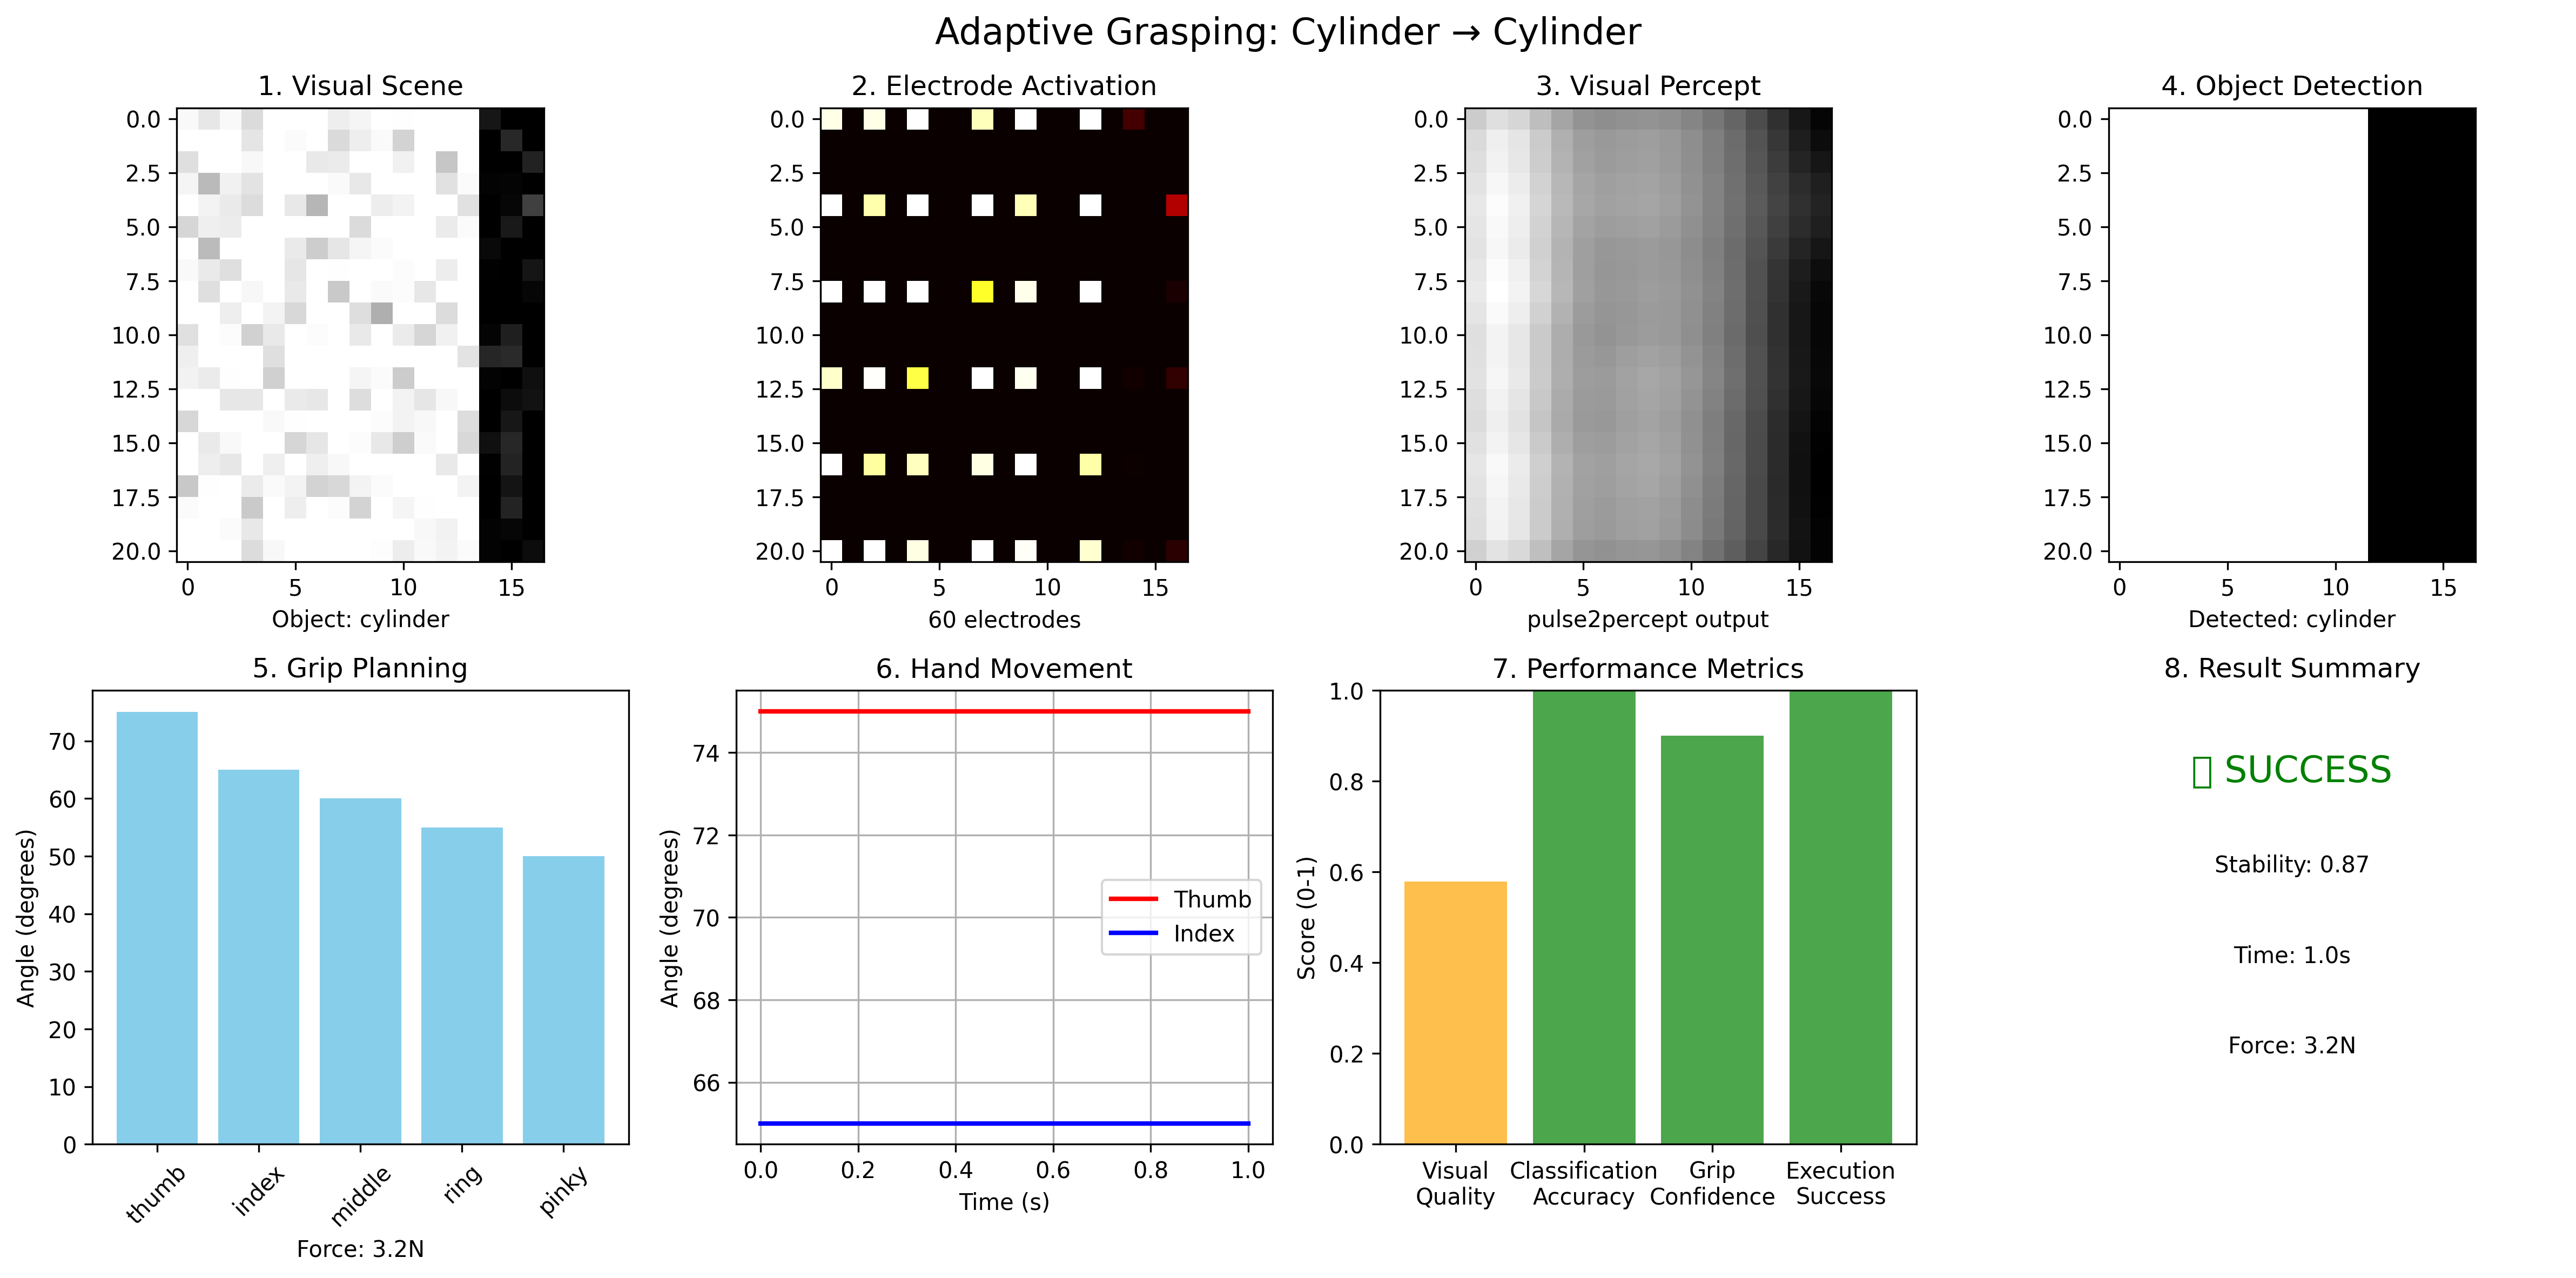 Adaptive Grasping: Cylinder → Cylinder
1. Visual Scene
0.0
2.5
5.0
7.5
10.0
12.5
15.0
17.5
20.0
0 5 10 15
Object: cylinder
2. Electrode Activation
0.0
2.5
5.0
7.5
10.0
12.5
15.0
17.5
20.0
0 5 10 15
60 electrodes
3. Visual Percept
0.0
2.5
5.0
7.5
10.0
12.5
15.0
17.5
20.0
0 5 10 15
pulse2percept output
4. Object Detection
0.0
2.5
5.0
7.5
10.0
12.5
15.0
17.5
20.0
0 5 10 15
Detected: cylinder
5. Grip Planning
Angle (degrees)
70
60
50
40
30
20
10
0
thumb index middle ring pinky
Force: 3.2N
6. Hand Movement
Angle (degrees)
74
72
70
68
66
Thumb
Index
0.0 0.2 0.4 0.6 0.8 1.0
Time (s)
7. Performance Metrics
Score (0-1)
1.0
0.8
0.6
0.4
0.2
0.0
Visual Quality
Classification Accuracy
Grip Confidence
Execution Success
8. Result Summary
SUCCESS
Stability: 0.87
Time: 1.0s
Force: 3.2N